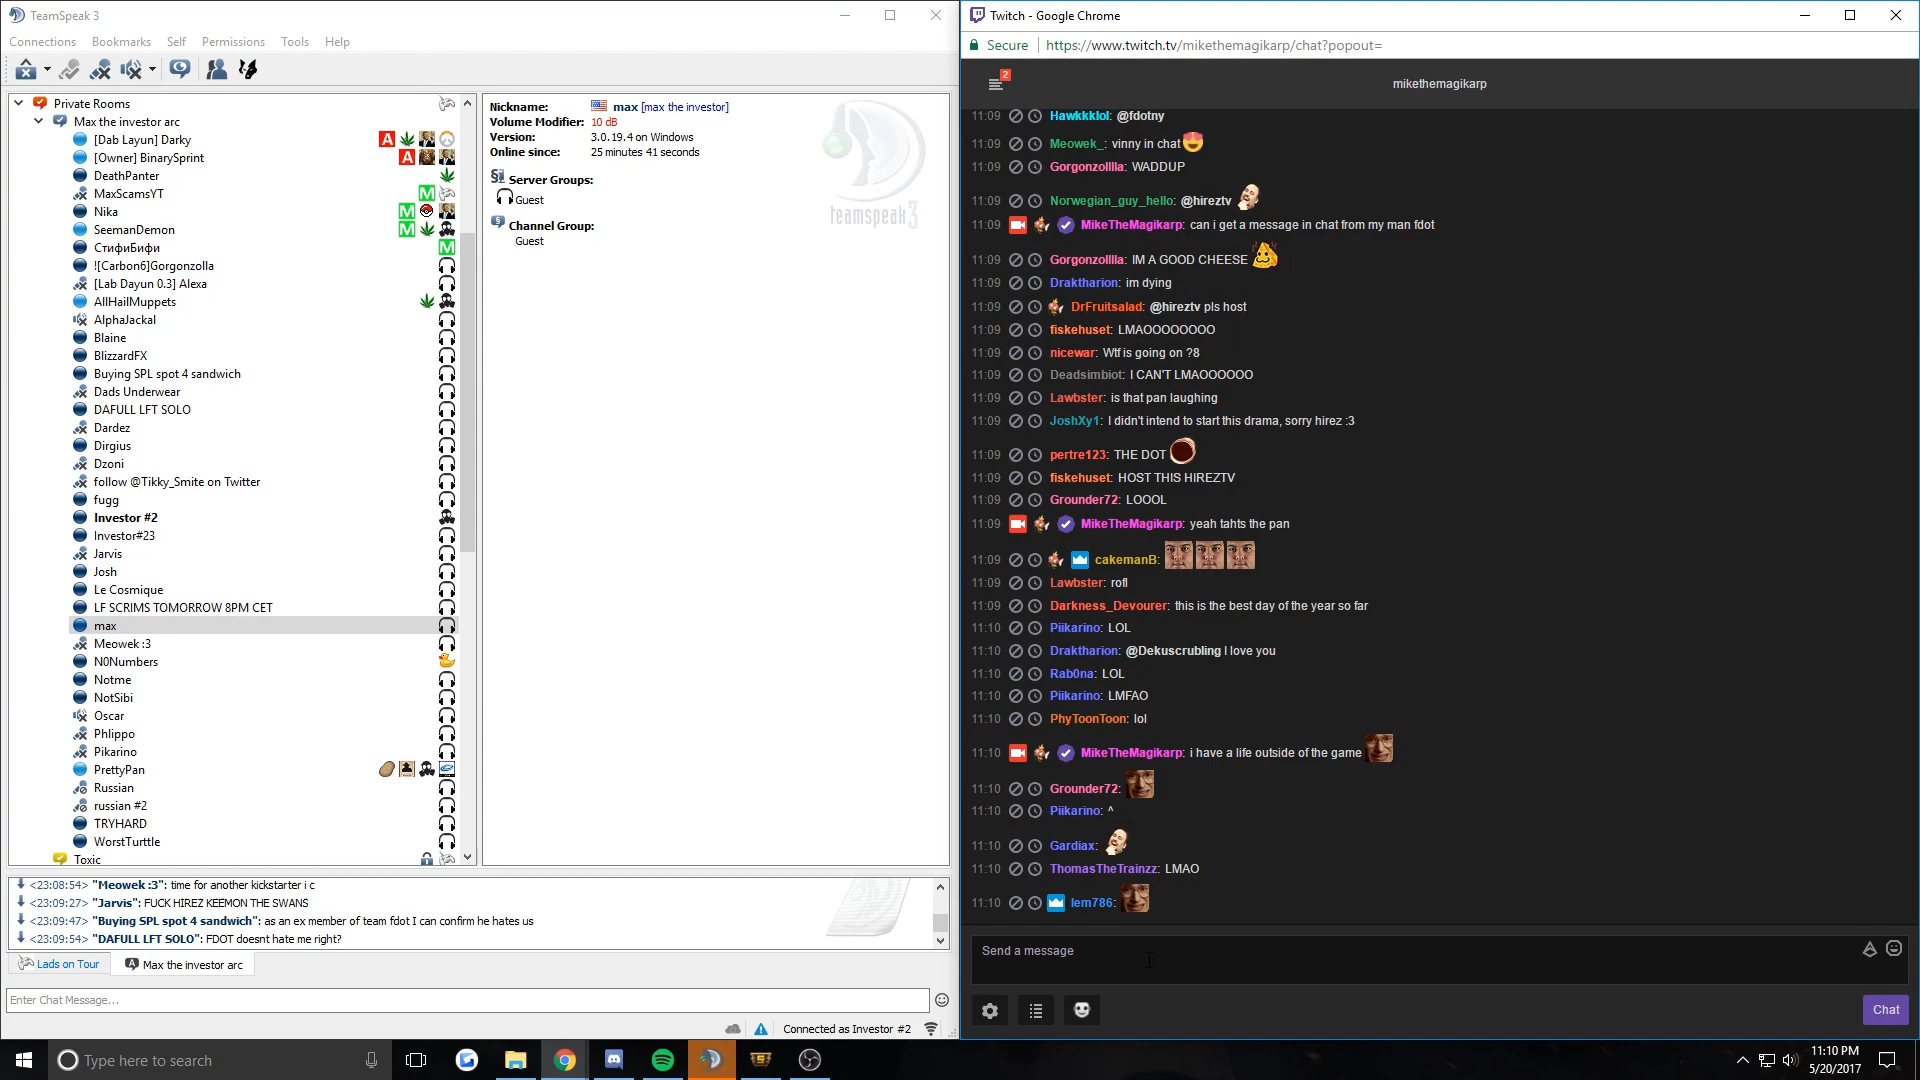 TeamSpeak 3
Connections Bookmarks Self Permissions Tools Help
Private Rooms
Max the investor arc
[Dab Layun] Darky
[Owner] BinarySprint
DeathPanter
MaxScamsYT
Nika
SeemanDemon
СтифиБифи
![Carbon6]Gorgonzolla
[Lab Dayun 0.3] Alexa
AllHailMuppets
AlphaJackal
Blaine
BlizzardFX
Buying SPL spot 4 sandwich
Dads Underwear
DAFULL LFT SOLO
Dardez
Dirgius
Dzoni
follow @Tikky_Smite on Twitter
fugg
Investor #2
Investor#23
Jarvis
Josh
Le Cosmique
LF SCRIMS TOMORROW 8PM CET
max
Meowek :3
N0Numbers
Notme
NotSibi
Oscar
Phlippo
Pikarino
PrettyPan
Russian
russian #2
TRYHARD
WorstTurttle
Toxic
Nickname: max [max the investor]
Volume Modifier: 10 dB
Version: 3.0.19.4 on Windows
Online since: 25 minutes 41 seconds
Server Groups:
Guest
Channel Group:
Guest
teamspeak3
<23:08:54> "Meowek :3": time for another kickstarter i c
<23:09:27> "Jarvis": FUCK HIREZ KEEMON THE SWANS
<23:09:47> "Buying SPL spot 4 sandwich": as an ex member of team fdot I can confirm he hates us
<23:09:54> "DAFULL LFT SOLO": FDOT doesnt hate me right?
Lads on Tour Max the investor arc
Enter Chat Message...
Connected as Investor #2
Twitch - Google Chrome
Secure https://www.twitch.tv/mikethemagikarp/chat?popout=
2
mikethemagikarp
11:09 Hawkkklol: @fdotny
11:09 Meowek_: vinny in chat
11:09 Gorgonzolllla: WADDUP
11:09 Norwegian_guy_hello: @hireztv
11:09 MikeTheMagikarp: can i get a message in chat from my man fdot
11:09 Gorgonzolllla: IM A GOOD CHEESE
11:09 Draktharion: im dying
11:09 DrFruitsalad: @hireztv pls host
11:09 fiskehuset: LMAOOOOOOOO
11:09 nicewar: Wtf is going on ?8
11:09 Deadsimbiot: I CAN'T LMAOOOOOO
11:09 Lawbster: is that pan laughing
11:09 JoshXy1: I didn't intend to start this drama, sorry hirez :3
11:09 pertre123: THE DOT
11:09 fiskehuset: HOST THIS HIREZTV
11:09 Grounder72: LOOOL
11:09 MikeTheMagikarp: yeah tahts the pan
11:09 cakemanB:
11:09 Lawbster: rofl
11:09 Darkness_Devourer: this is the best day of the year so far
11:10 Piikarino: LOL
11:10 Draktharion: @Dekuscrubling I love you
11:10 Rab0na: LOL
11:10 Piikarino: LMFAO
11:10 PhyToonToon: lol
11:10 MikeTheMagikarp: i have a life outside of the game
11:10 Grounder72:
11:10 Piikarino: ^
11:10 Gardiax:
11:10 ThomasTheTrainzz: LMAO
11:10 lem786:
Send a message
Chat
Type here to search
11:10 PM
5/20/2017